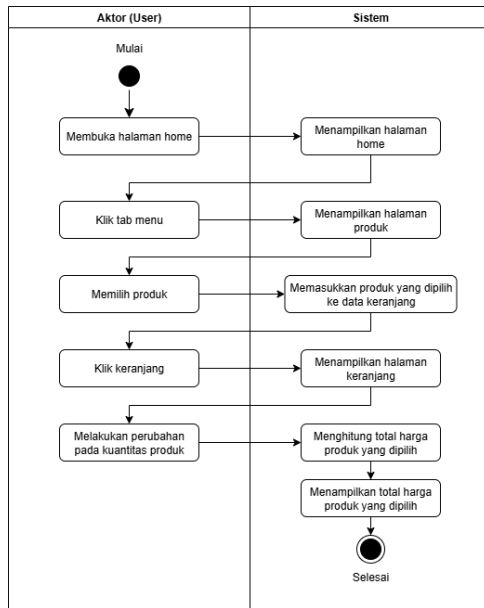 Aktor (User)
Sistem
Mulai
Membuka halaman home
Menampilkan halaman
home
Klik tab menu
Menampilkan halaman
produk
Memilih produk
Memasukkan produk yang dipilih
ke data keranjang
Klik keranjang
Menampilkan halaman
keranjang
Melakukan perubahan
pada kuantitas produk
Menghitung total harga
produk yang dipilih
Menampilkan total harga
produk yang dipilih
Selesai